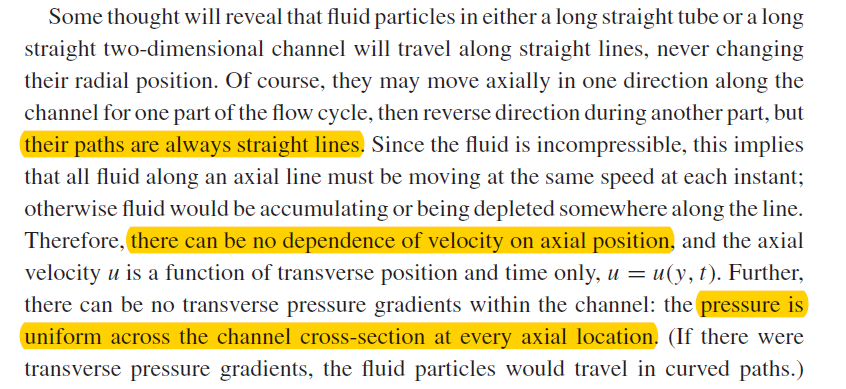 Some thought will reveal that fluid particles in either a long straight tube or a long
straight two-dimensional channel will travel along straight lines, never changing
their radial position. Of course, they may move axially in one direction along the
channel for one part of the flow cycle, then reverse direction during another part, but
their paths are always straight lines. Since the fluid is incompressible, this implies
that all fluid along an axial line must be moving at the same speed at each instant;
otherwise fluid would be accumulating or being depleted somewhere along the line.
Therefore, there can be no dependence of velocity on axial position, and the axial
velocity u is a function of transverse position and time only, u = u(y, t). Further,
there can be no transverse pressure gradients within the channel: the pressure is
uniform across the channel cross-section at every axial location. (If there were
transverse pressure gradients, the fluid particles would travel in curved paths.)